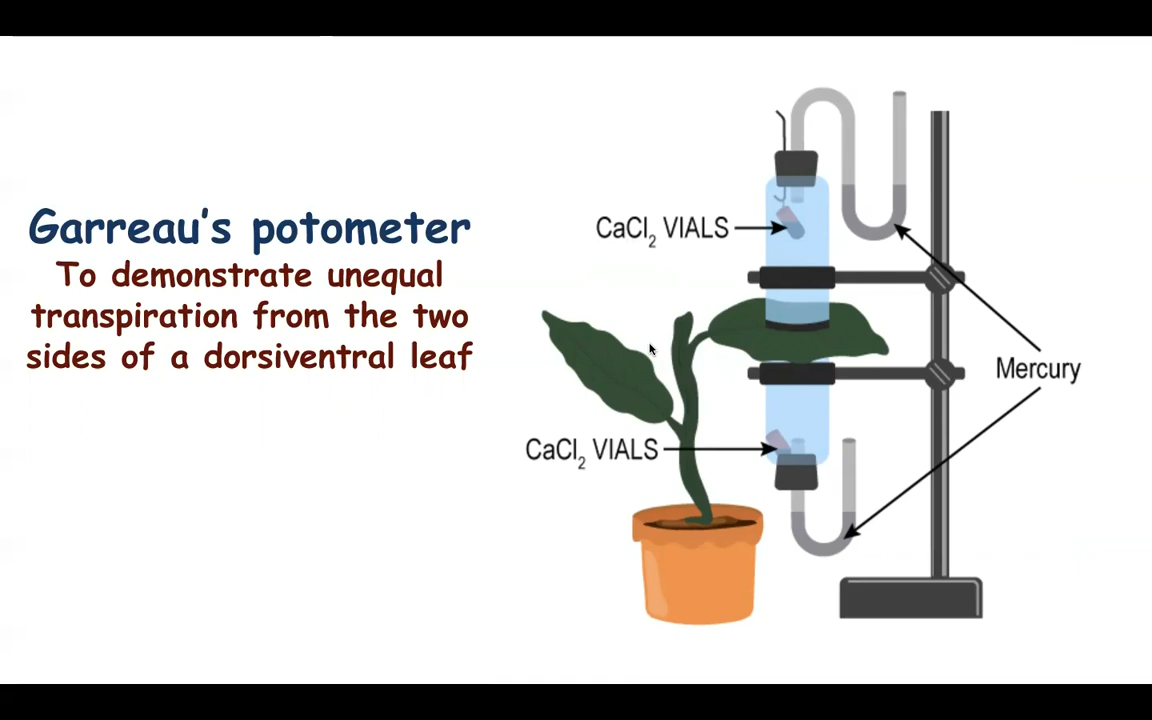 Garreau's potometer
To demonstrate unequal
transpiration from the two
sides of a dorsiventral leaf
CaCl₂ VIALS
Mercury
CaCl₂ VIALS